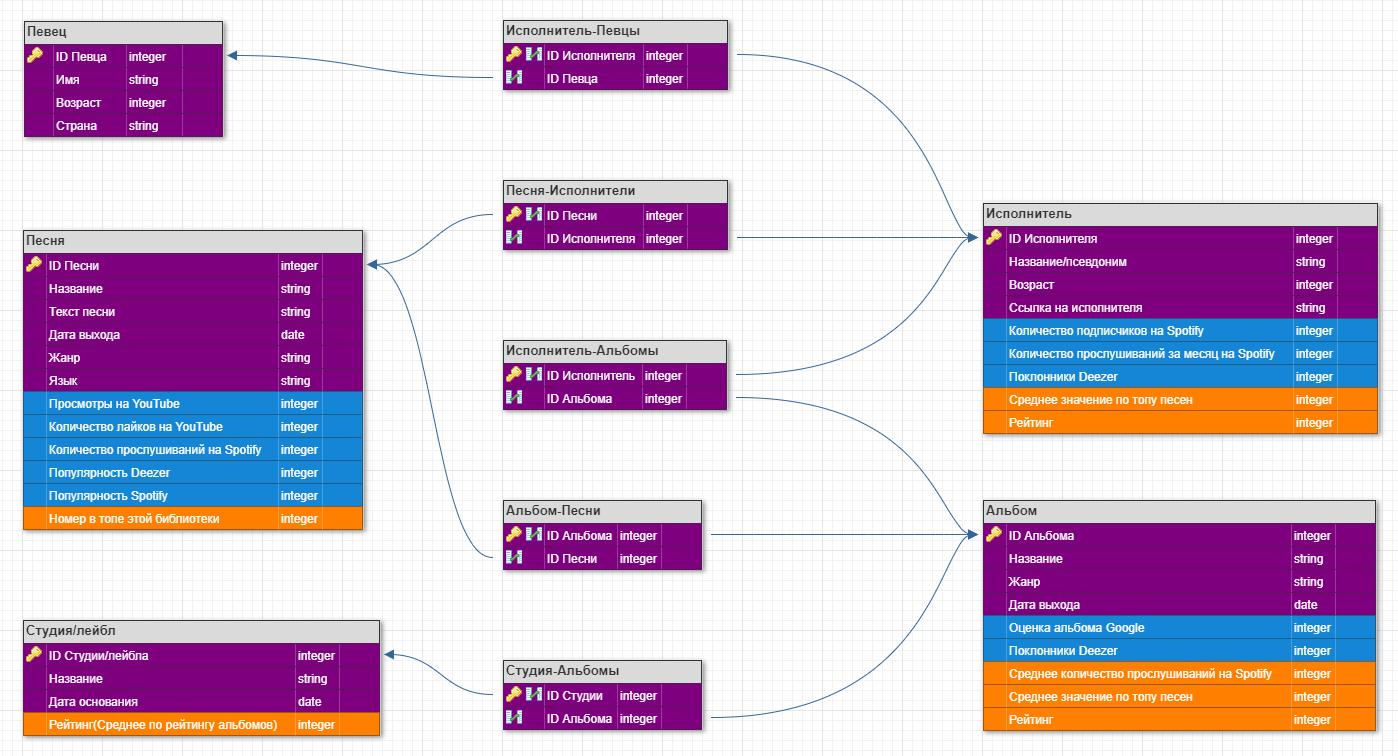 Певец
ID Певца integer
Имя string
Возраст integer
Страна string
Исполнитель-Певцы
ID Исполнителя integer
ID Певца integer
Песня-Исполнители
ID Песни integer
ID Исполнителя integer
Исполнитель
ID Исполнителя integer
Название/псевдоним string
Возраст integer
Ссылка на исполнителя string
Количество подписчиков на Spotify integer
Количество прослушиваний за месяц на Spotify integer
Поклонники Deezer integer
Среднее значение по топу песен integer
Рейтинг integer
Песня
ID Песни integer
Название string
Текст песни string
Дата выхода date
Жанр string
Язык string
Просмотры на YouTube integer
Количество лайков на YouTube integer
Количество прослушиваний на Spotify integer
Популярность Deezer integer
Популярность Spotify integer
Номер в топе этой библиотеки integer
Исполнитель-Альбомы
ID Исполнитель integer
ID Альбома integer
Альбом-Песни
ID Альбома integer
ID Песни integer
Альбом
ID Альбома integer
Название string
Жанр string
Дата выхода date
Оценка альбома Google integer
Поклонники Deezer integer
Среднее количество прослушиваний на Spotify integer
Среднее значение по топу песен integer
Рейтинг integer
Студия/лейбл
ID Студии/лейбла integer
Название string
Дата основания date
Рейтинг(Среднее по рейтингу альбомов) integer
Студия-Альбомы
ID Студии integer
ID Альбома integer